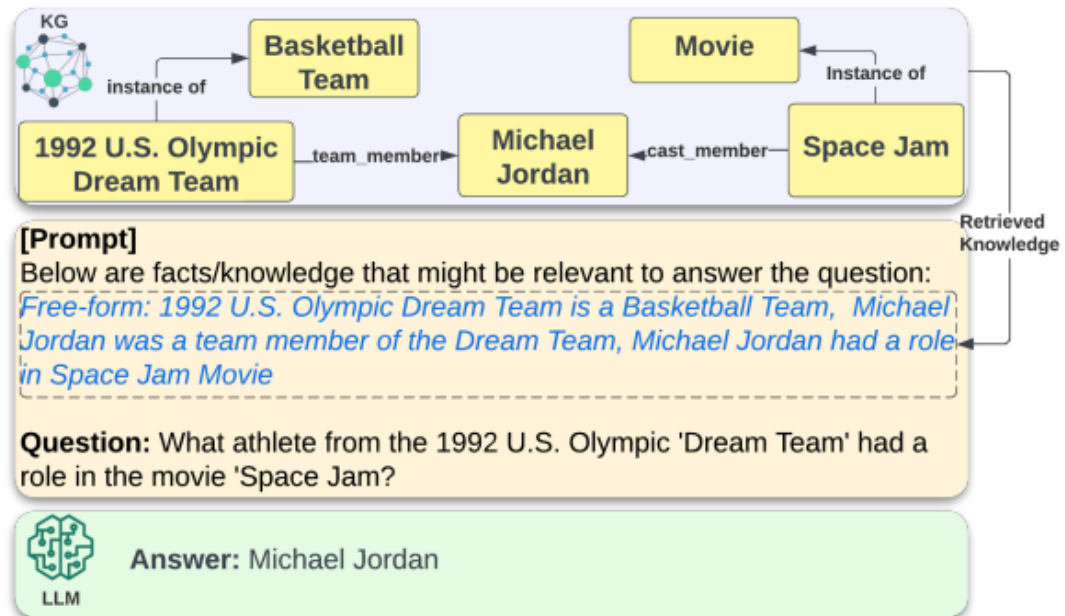 KG
Basketball
Team
Movie
instance of
Instance of
1992 U.S. Olympic
Dream Team
team_member
Michael
Jordan
cast_member
Space Jam
Retrieved
Knowledge
[Prompt]
Below are facts/knowledge that might be relevant to answer the question:
Free-form: 1992 U.S. Olympic Dream Team is a Basketball Team, Michael
Jordan was a team member of the Dream Team, Michael Jordan had a role
in Space Jam Movie
Question: What athlete from the 1992 U.S. Olympic 'Dream Team' had a
role in the movie 'Space Jam?
Answer: Michael Jordan
LLM